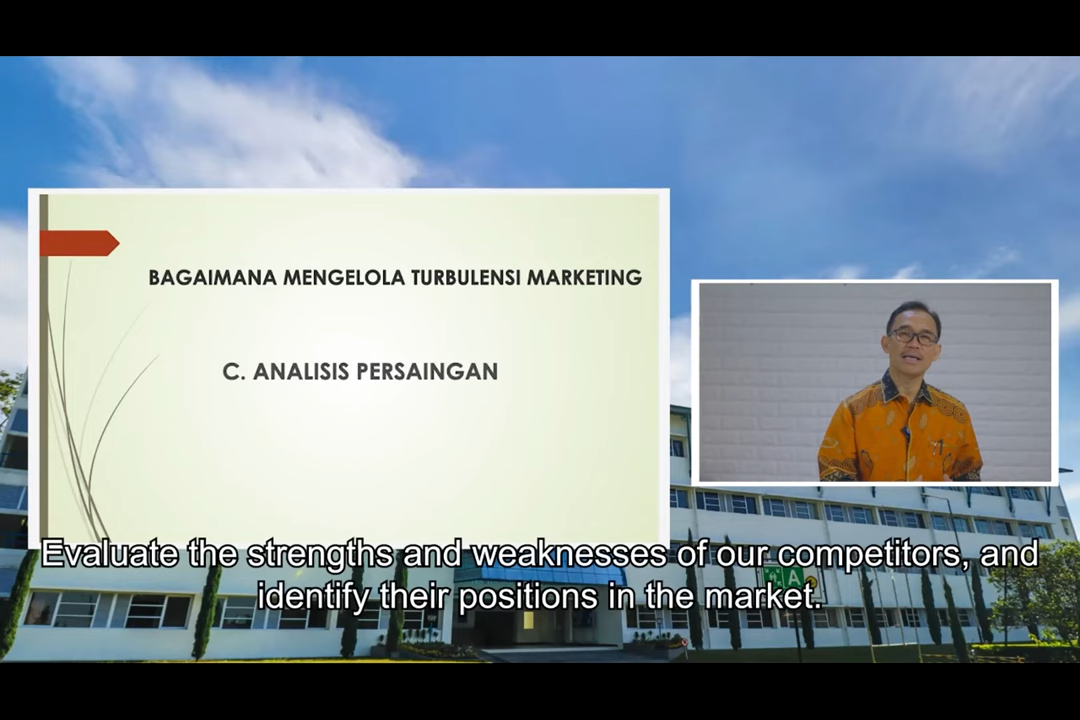 BAGAIMANA MENGELOLA TURBULENSI MARKETING
C. ANALISIS PERSAINGAN
Evaluate the strengths and weaknesses of our competitors, and
identify their positions in the market.
A